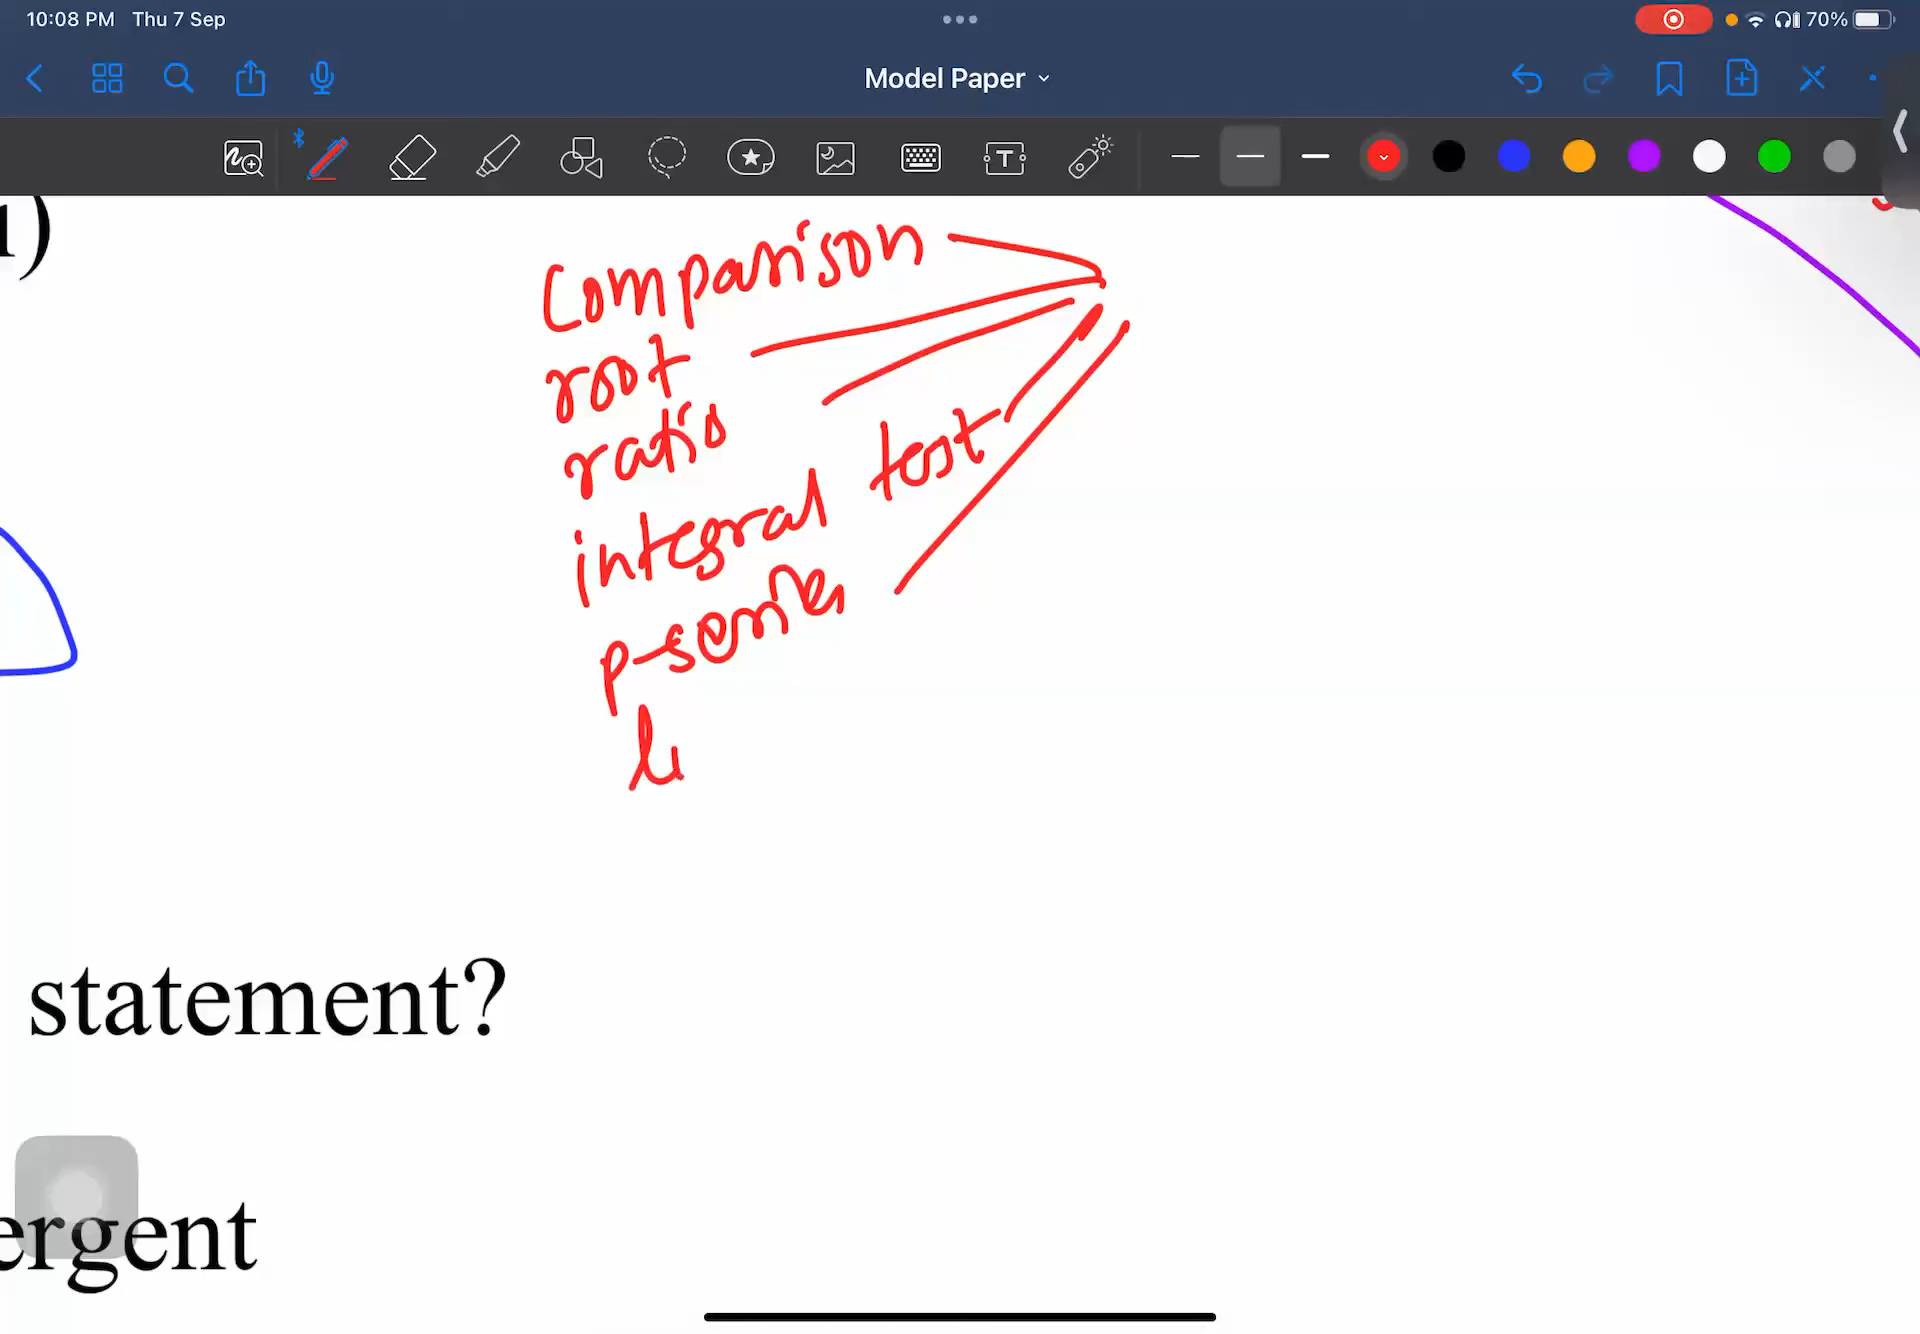 10:08 PM Thu 7 Sep
70%
Model Paper
T
Comparison
root
ratio
integral test
p-series
statement?
ergent